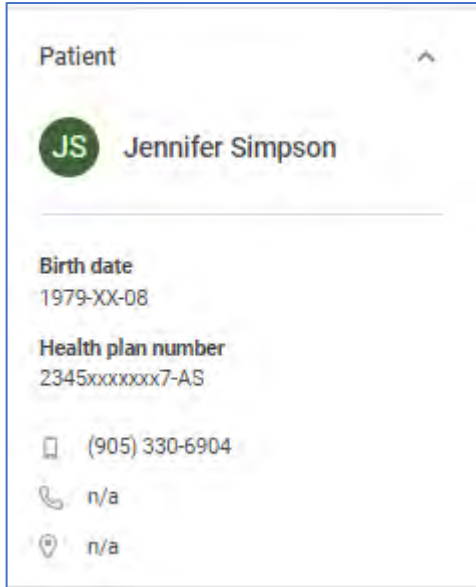 Patient
JS Jennifer Simpson
Birth date
1979-XX-08
Health plan number
2345xxxxxxx7-AS
(905) 330-6904
n/a
n/a